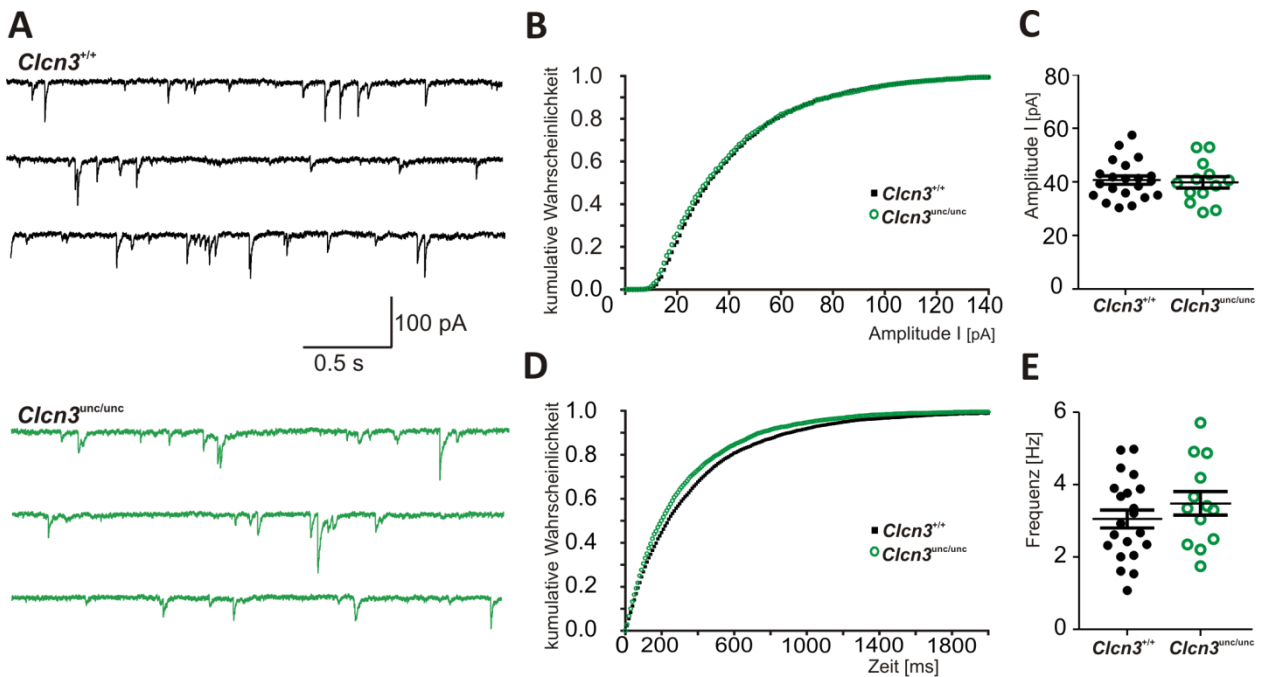 A
Clcn3+/+
100 pA
0.5 s
Clcn3unc/unc
B
kumulative Wahrscheinlichkeit
1.0
0.8
0.6
0.4
0.2
0.0
0 20 40 60 80 100 120 140
Amplitude I [pA]
Clcn3+/+
Clcn3unc/unc
C
Amplitude I [pA]
80
60
40
20
0
Clcn3+/+ Clcn3unc/unc
D
kumulative Wahrscheinlichkeit
1.0
0.8
0.6
0.4
0.2
0.0
0 200 600 1000 1400 1800
Zeit [ms]
Clcn3+/+
Clcn3unc/unc
E
Frequenz [Hz]
6
4
2
0
Clcn3+/+ Clcn3unc/unc